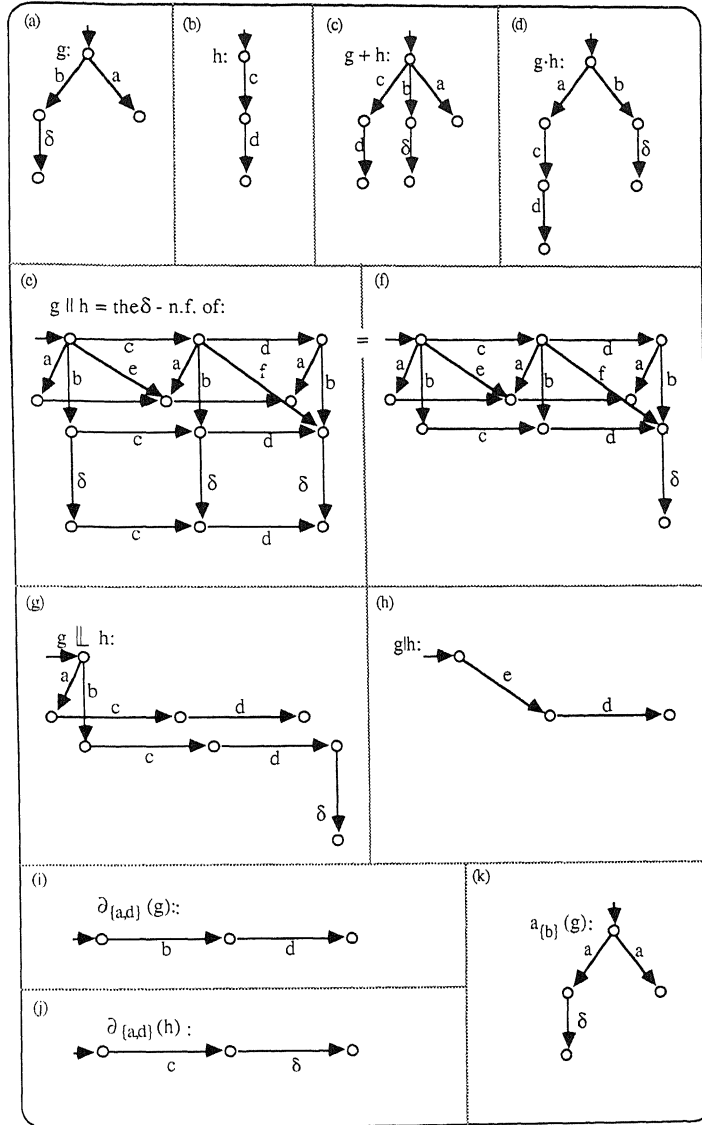 (a)
g:
b
a
δ
(b)
h:
c
d
(c)
g + h:
c
b
a
d
δ
(d)
g·h:
a
b
c
δ
d
(e)
g || h = the δ - n.f. of:
c
d
a
e
a
f
a
b
b
b
c
d
δ
δ
δ
c
d
=
(f)
c
d
a
e
a
f
a
b
b
b
c
d
δ
(g)
g ⌊⌊ h:
a
b
c
d
c
d
δ
(h)
g|h:
e
d
(i)
∂{a,d} (g)::
b
d
(j)
∂{a,d} (h) :
c
δ
(k)
a{b} (g):
a
a
δ